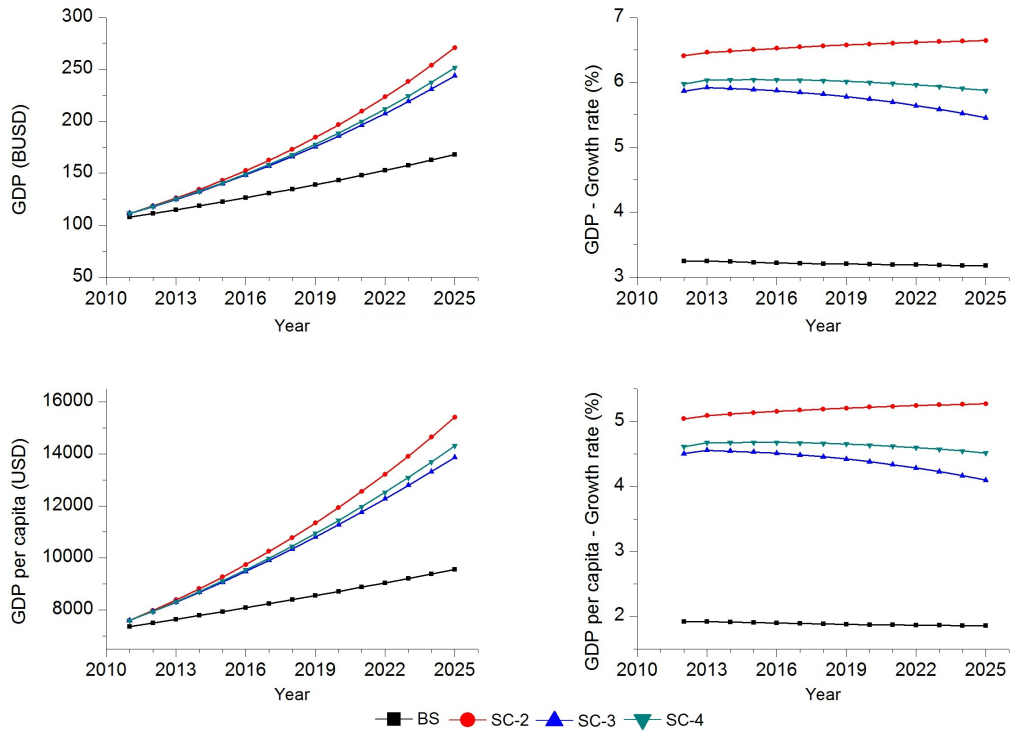 GDP (BUSD)
300
250
200
150
100
50
2010 2013 2016 2019 2022 2025
Year
GDP - Growth rate (%)
7
6
5
4
3
2010 2013 2016 2019 2022 2025
Year
GDP per capita (USD)
16000
14000
12000
10000
8000
2010 2013 2016 2019 2022 2025
Year
GDP per capita - Growth rate (%)
5
4
3
2
2010 2013 2016 2019 2022 2025
Year
BS SC-2 SC-3 SC-4